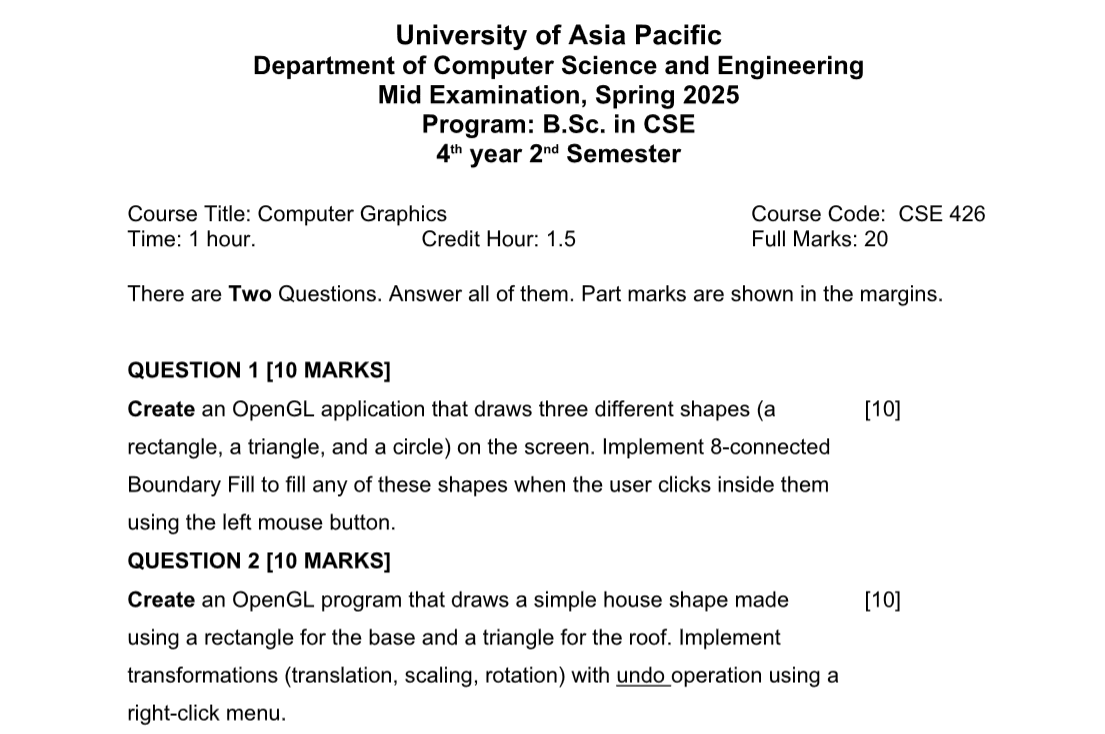 University of Asia Pacific
Department of Computer Science and Engineering
Mid Examination, Spring 2025
Program: B.Sc. in CSE
4th year 2nd Semester
Course Title: Computer Graphics Course Code: CSE 426
Time: 1 hour. Credit Hour: 1.5 Full Marks: 20
There are Two Questions. Answer all of them. Part marks are shown in the margins.
QUESTION 1 [10 MARKS]
Create an OpenGL application that draws three different shapes (a [10]
rectangle, a triangle, and a circle) on the screen. Implement 8-connected
Boundary Fill to fill any of these shapes when the user clicks inside them
using the left mouse button.
QUESTION 2 [10 MARKS]
Create an OpenGL program that draws a simple house shape made [10]
using a rectangle for the base and a triangle for the roof. Implement
transformations (translation, scaling, rotation) with undo operation using a
right-click menu.